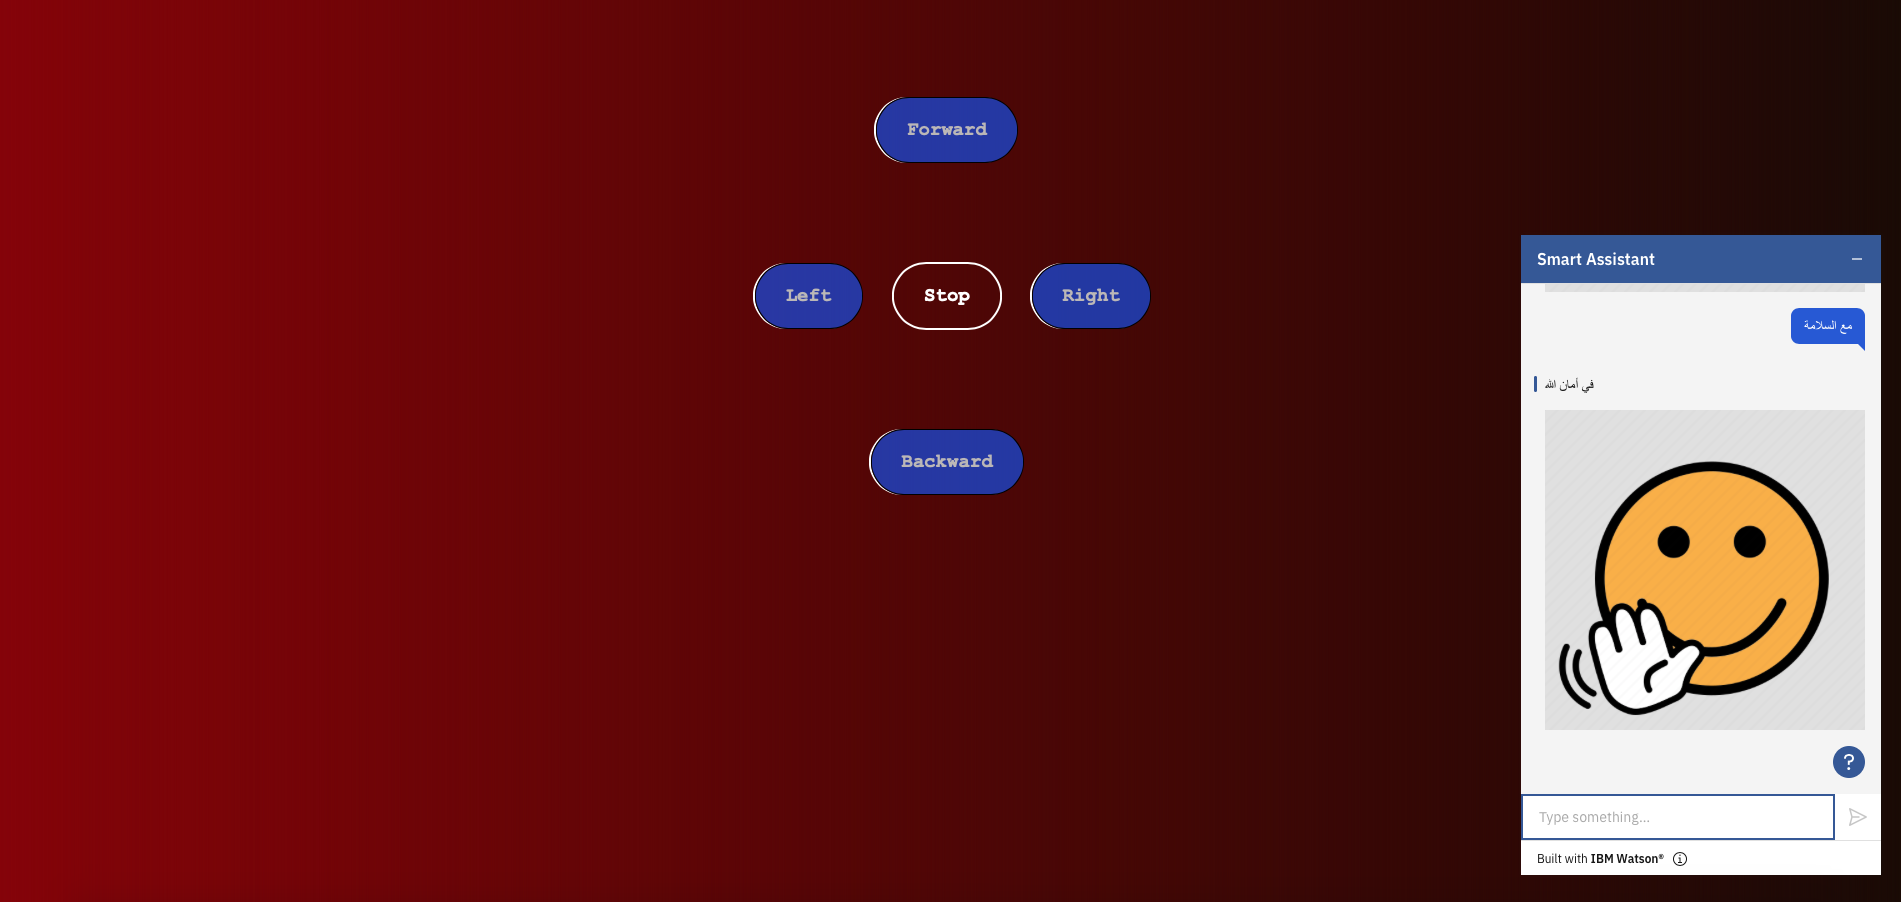 Forward
Left
Stop
Right
Backward
Smart Assistant
مع السلامة
في أمان الله
?
Type something...
Built with IBM Watson®